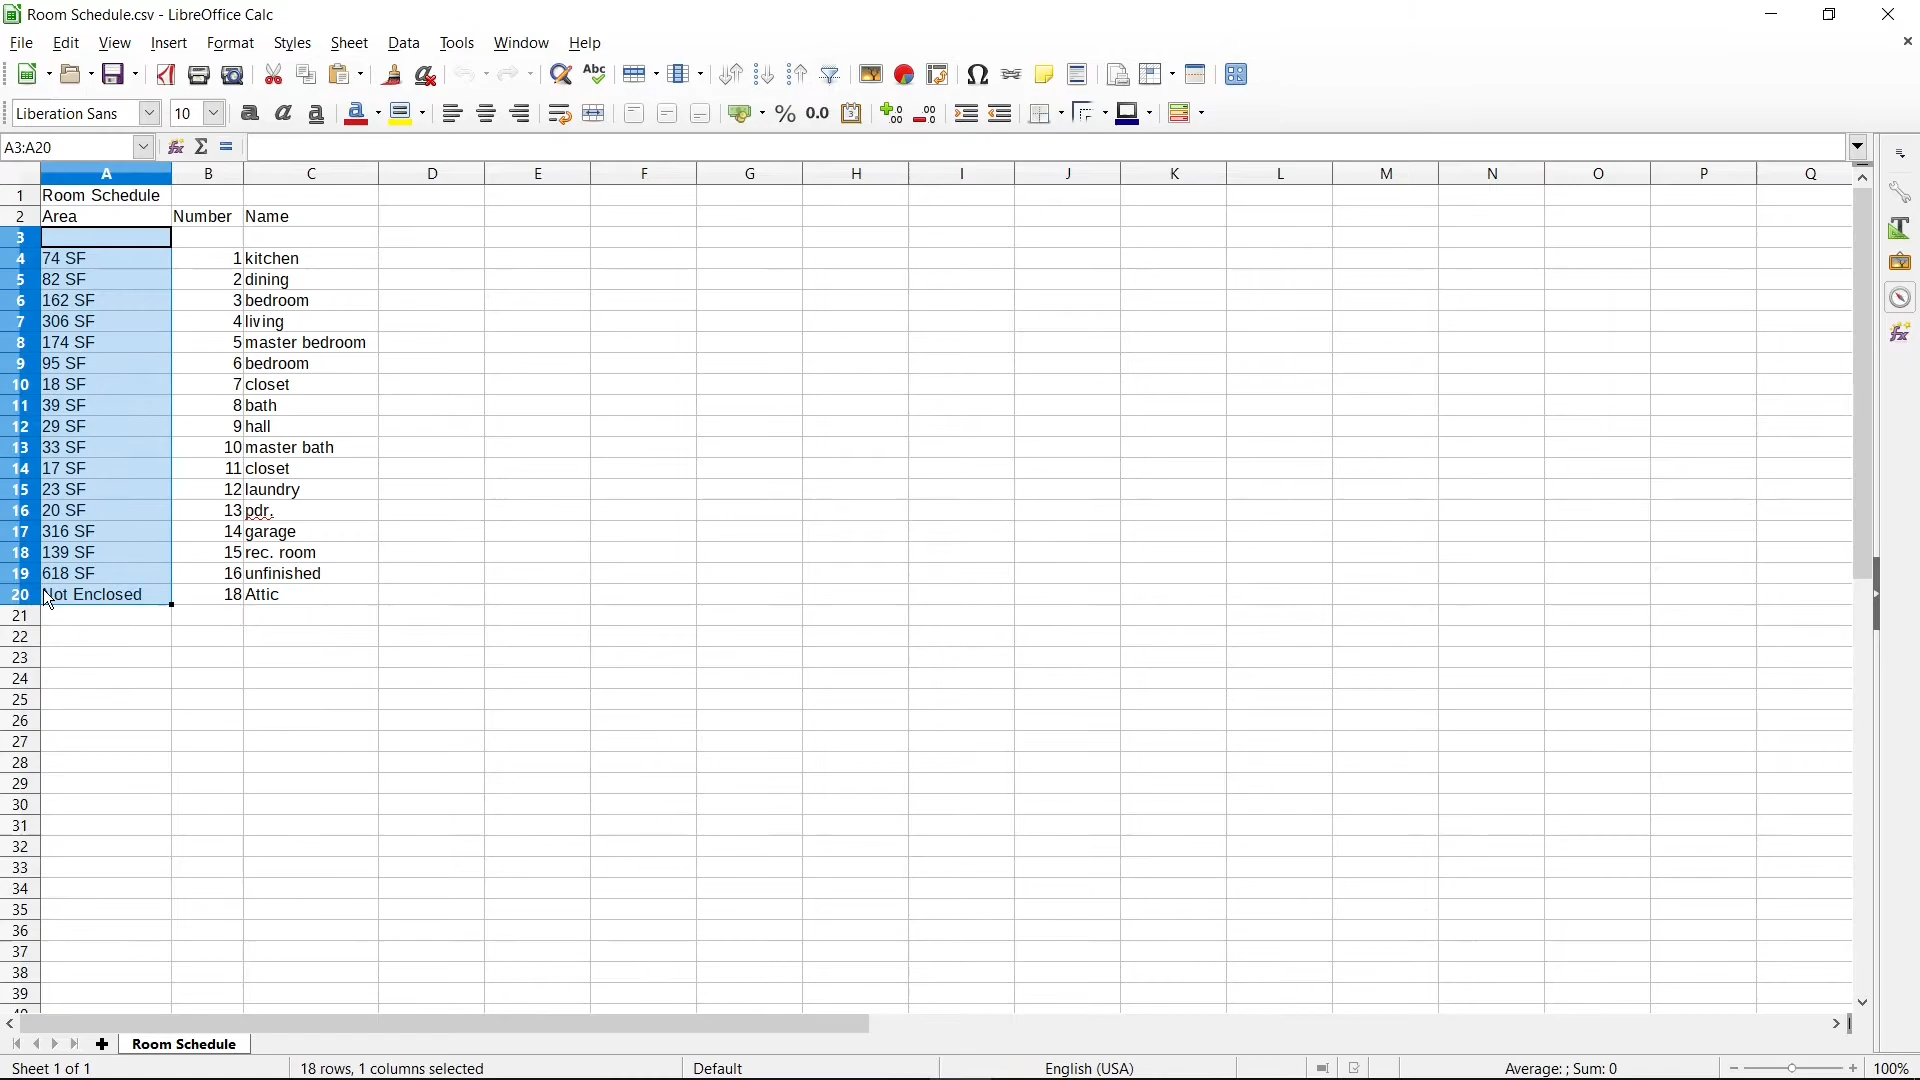 Room Schedule.csv - LibreOffice Calc
File Edit View Insert Format Styles Sheet Data Tools Window Help
Liberation Sans 10
A3:A20
A B C D E F G H I J K L M N O P Q
1 Room Schedule
2 Area Number Name
3
4 74 SF 1 kitchen
5 82 SF 2 dining
6 162 SF 3 bedroom
7 306 SF 4 living
8 174 SF 5 master bedroom
9 95 SF 6 bedroom
10 18 SF 7 closet
11 39 SF 8 bath
12 29 SF 9 hall
13 33 SF 10 master bath
14 17 SF 11 closet
15 23 SF 12 laundry
16 20 SF 13 pdr.
17 316 SF 14 garage
18 139 SF 15 rec. room
19 618 SF 16 unfinished
20 Not Enclosed 18 Attic
21
22
23
24
25
26
27
28
29
30
31
32
33
34
35
36
37
38
39
40
Room Schedule
Sheet 1 of 1 18 rows, 1 columns selected Default English (USA) Average: ; Sum: 0 100%